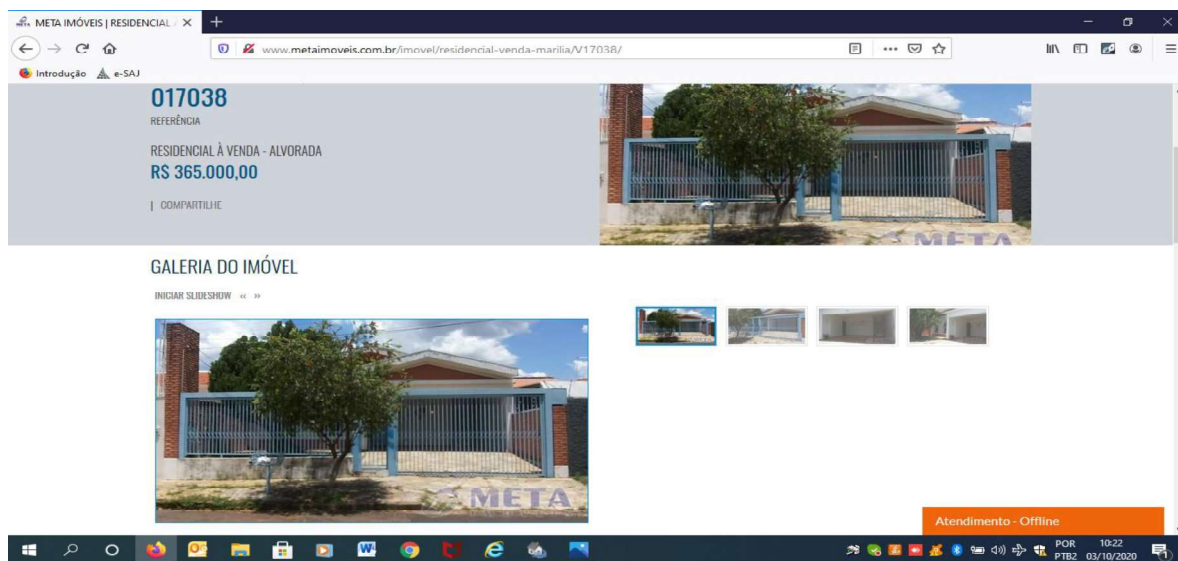 META IMÓVEIS | RESIDENCIAL
www.metaimoveis.com.br/imovel/residencial-venda-marilia/V17038/
Introdução e-SAJ
017038
REFERÊNCIA
RESIDENCIAL À VENDA - ALVORADA
R$ 365.000,00
| COMPARTILHE
META
GALERIA DO IMÓVEL
INICIAR SLIDESHOW « »
META
Atendimento - Offline
POR 10:22
PTB2 03/10/2020